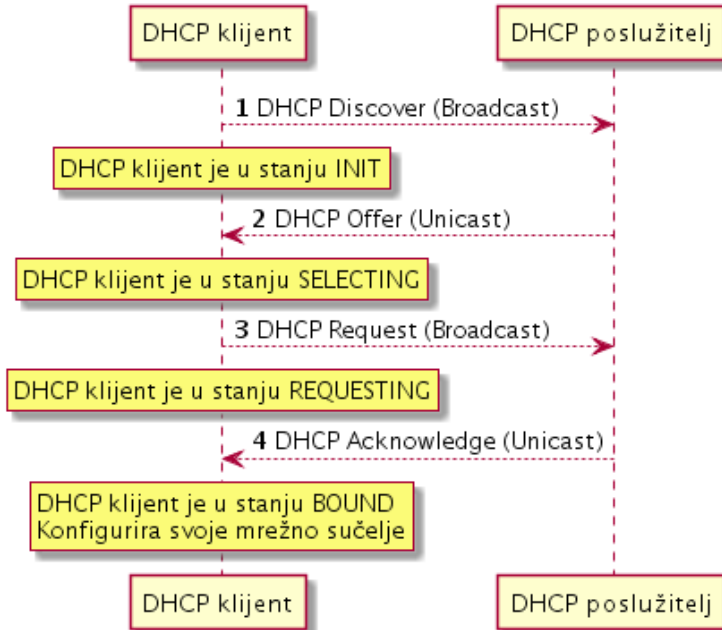 DHCP klijent
DHCP poslužitelj
1 DHCP Discover (Broadcast)
DHCP klijent je u stanju INIT
2 DHCP Offer (Unicast)
DHCP klijent je u stanju SELECTING
3 DHCP Request (Broadcast)
DHCP klijent je u stanju REQUESTING
4 DHCP Acknowledge (Unicast)
DHCP klijent je u stanju BOUND
Konfigurira svoje mrežno sučelje
DHCP klijent
DHCP poslužitelj